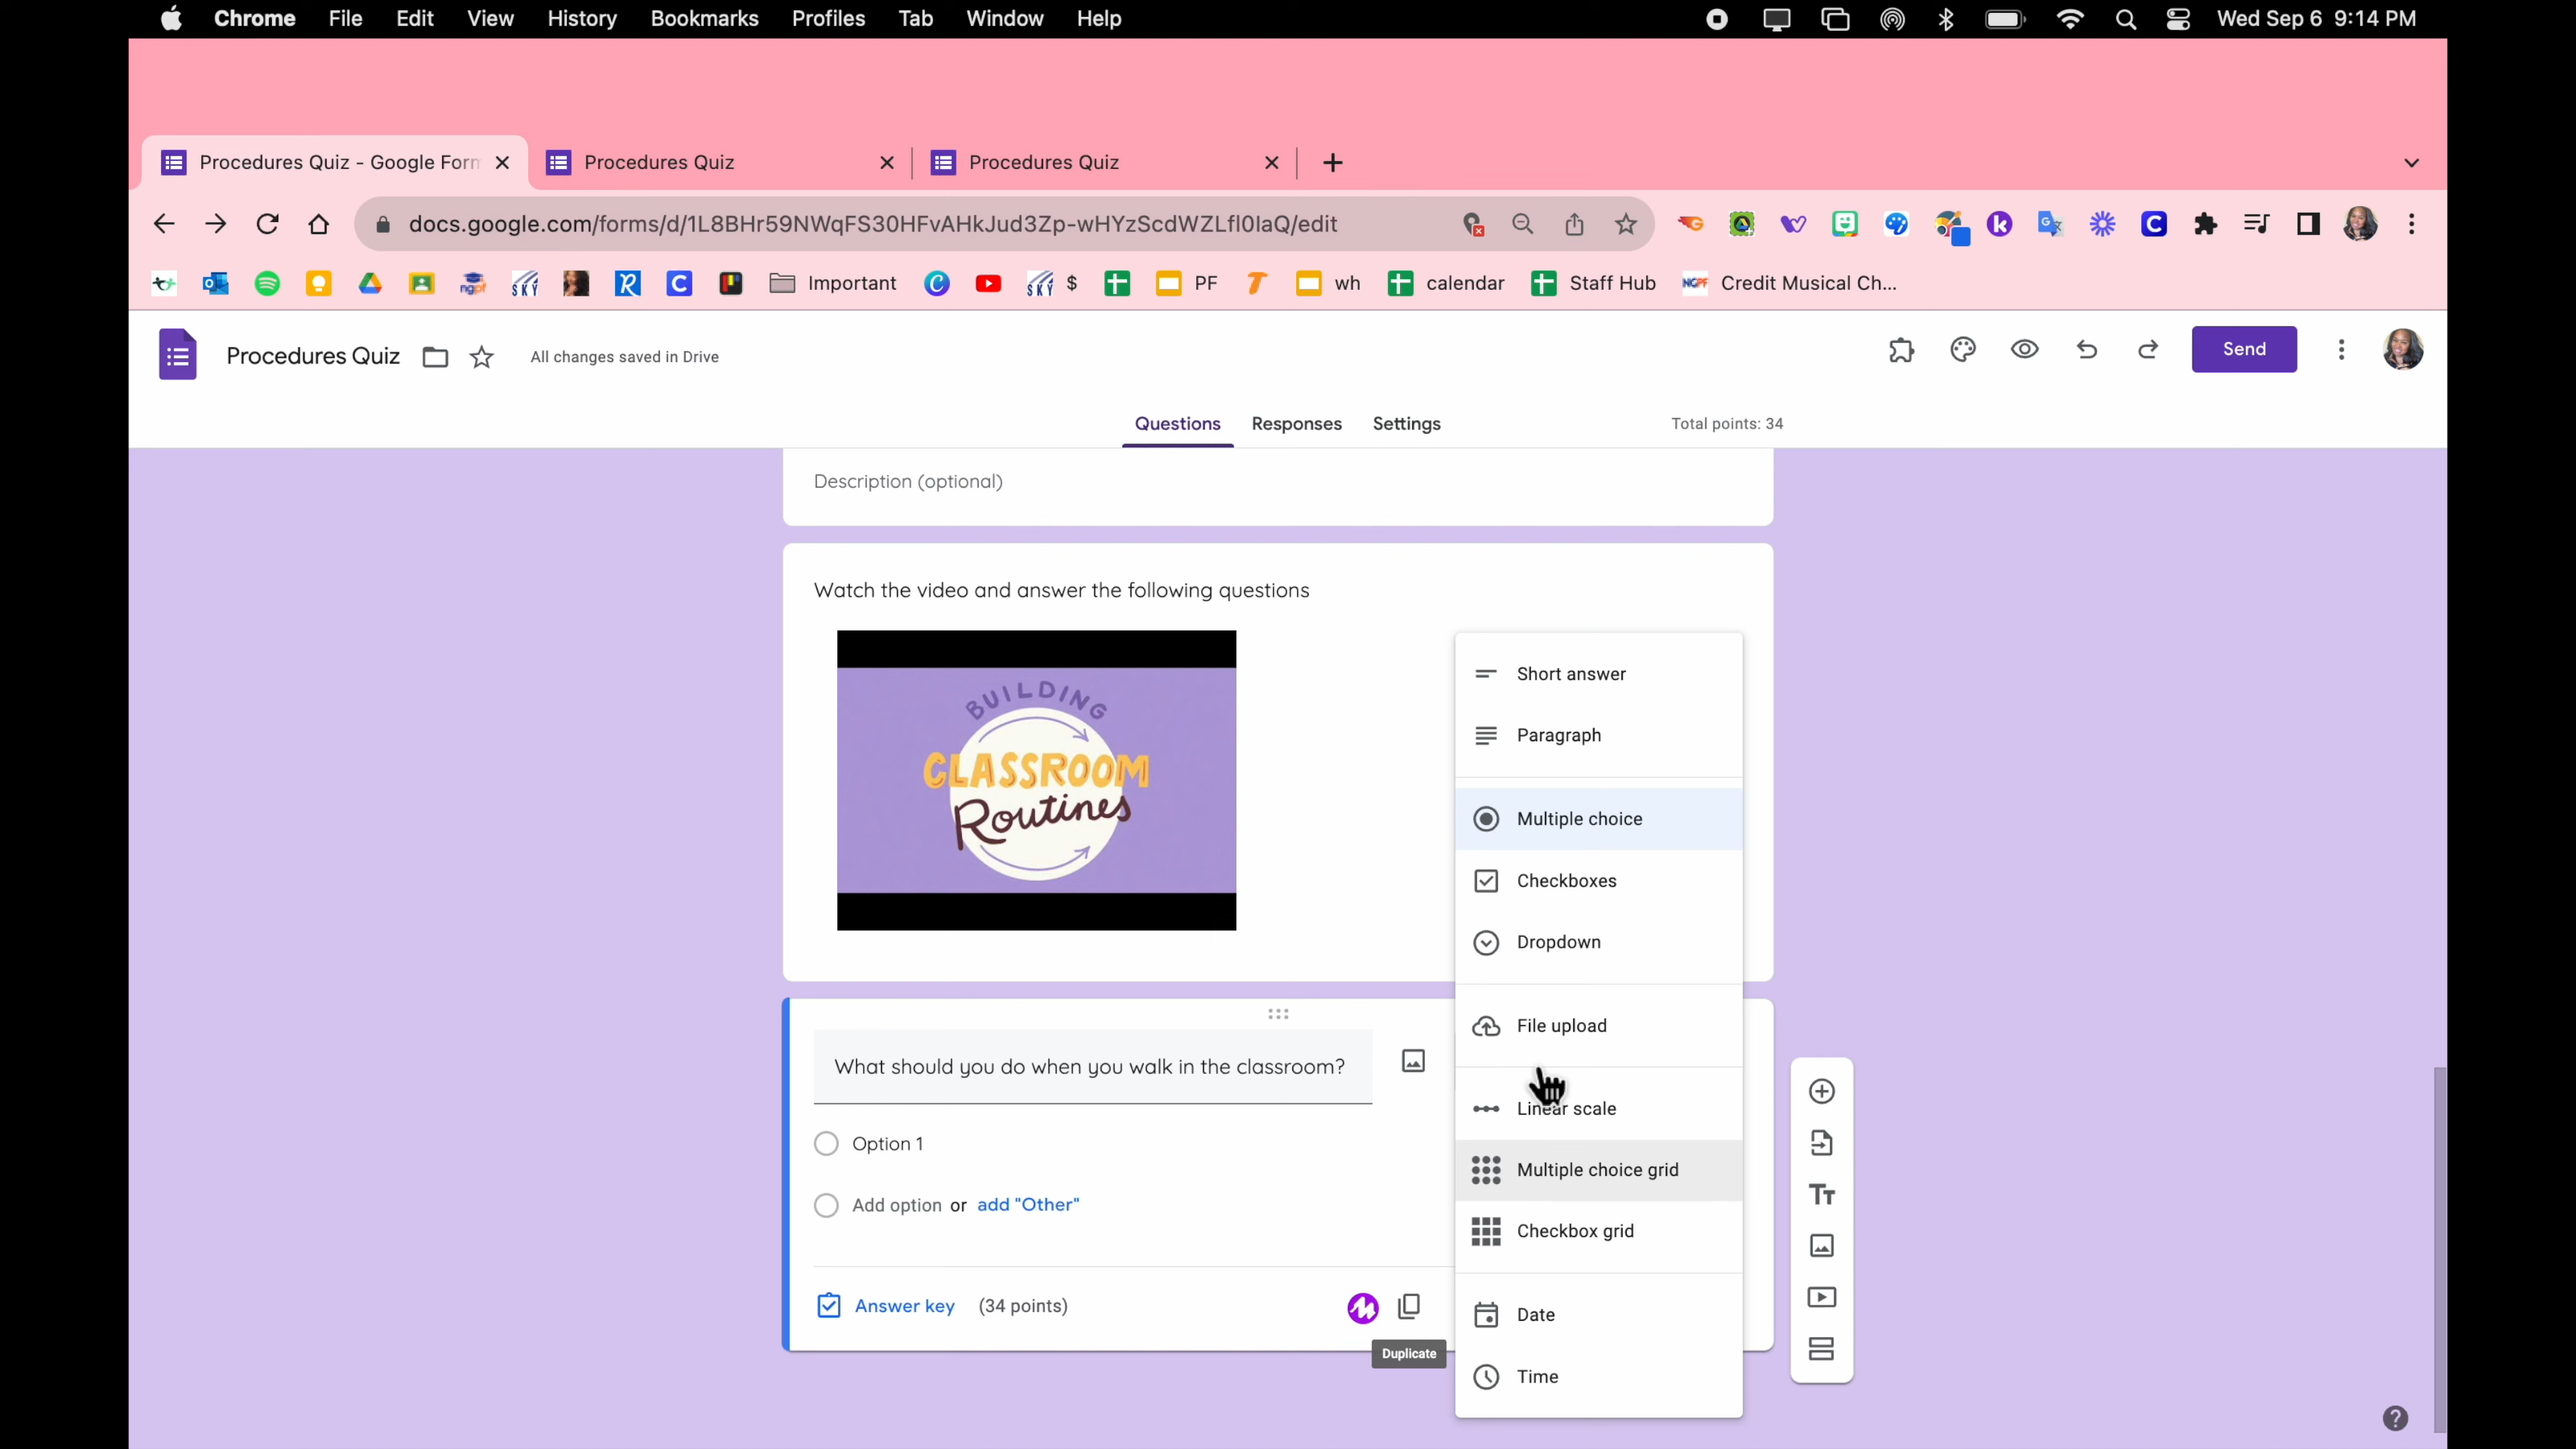 Chrome File Edit View History Bookmarks Profiles Tab Window Help Wed Sep 6 9:14 PM
Procedures Quiz - Google Form Procedures Quiz Procedures Quiz
docs.google.com/forms/d/1L8BHr59NWqFS30HFvAHkJud3Zp-wHYzScdWZLfl0IaQ/edit
Important $ PF wh calendar Staff Hub Credit Musical Ch...
Procedures Quiz All changes saved in Drive Send
Questions Responses Settings Total points: 34
Description (optional)
Watch the video and answer the following questions
BUILDING
CLASSROOM
Routines
Short answer
Paragraph
Multiple choice
Checkboxes
Dropdown
File upload
Linear scale
Multiple choice grid
Checkbox grid
Date
Time
What should you do when you walk in the classroom?
Option 1
Add option or add "Other"
Answer key (34 points)
Duplicate